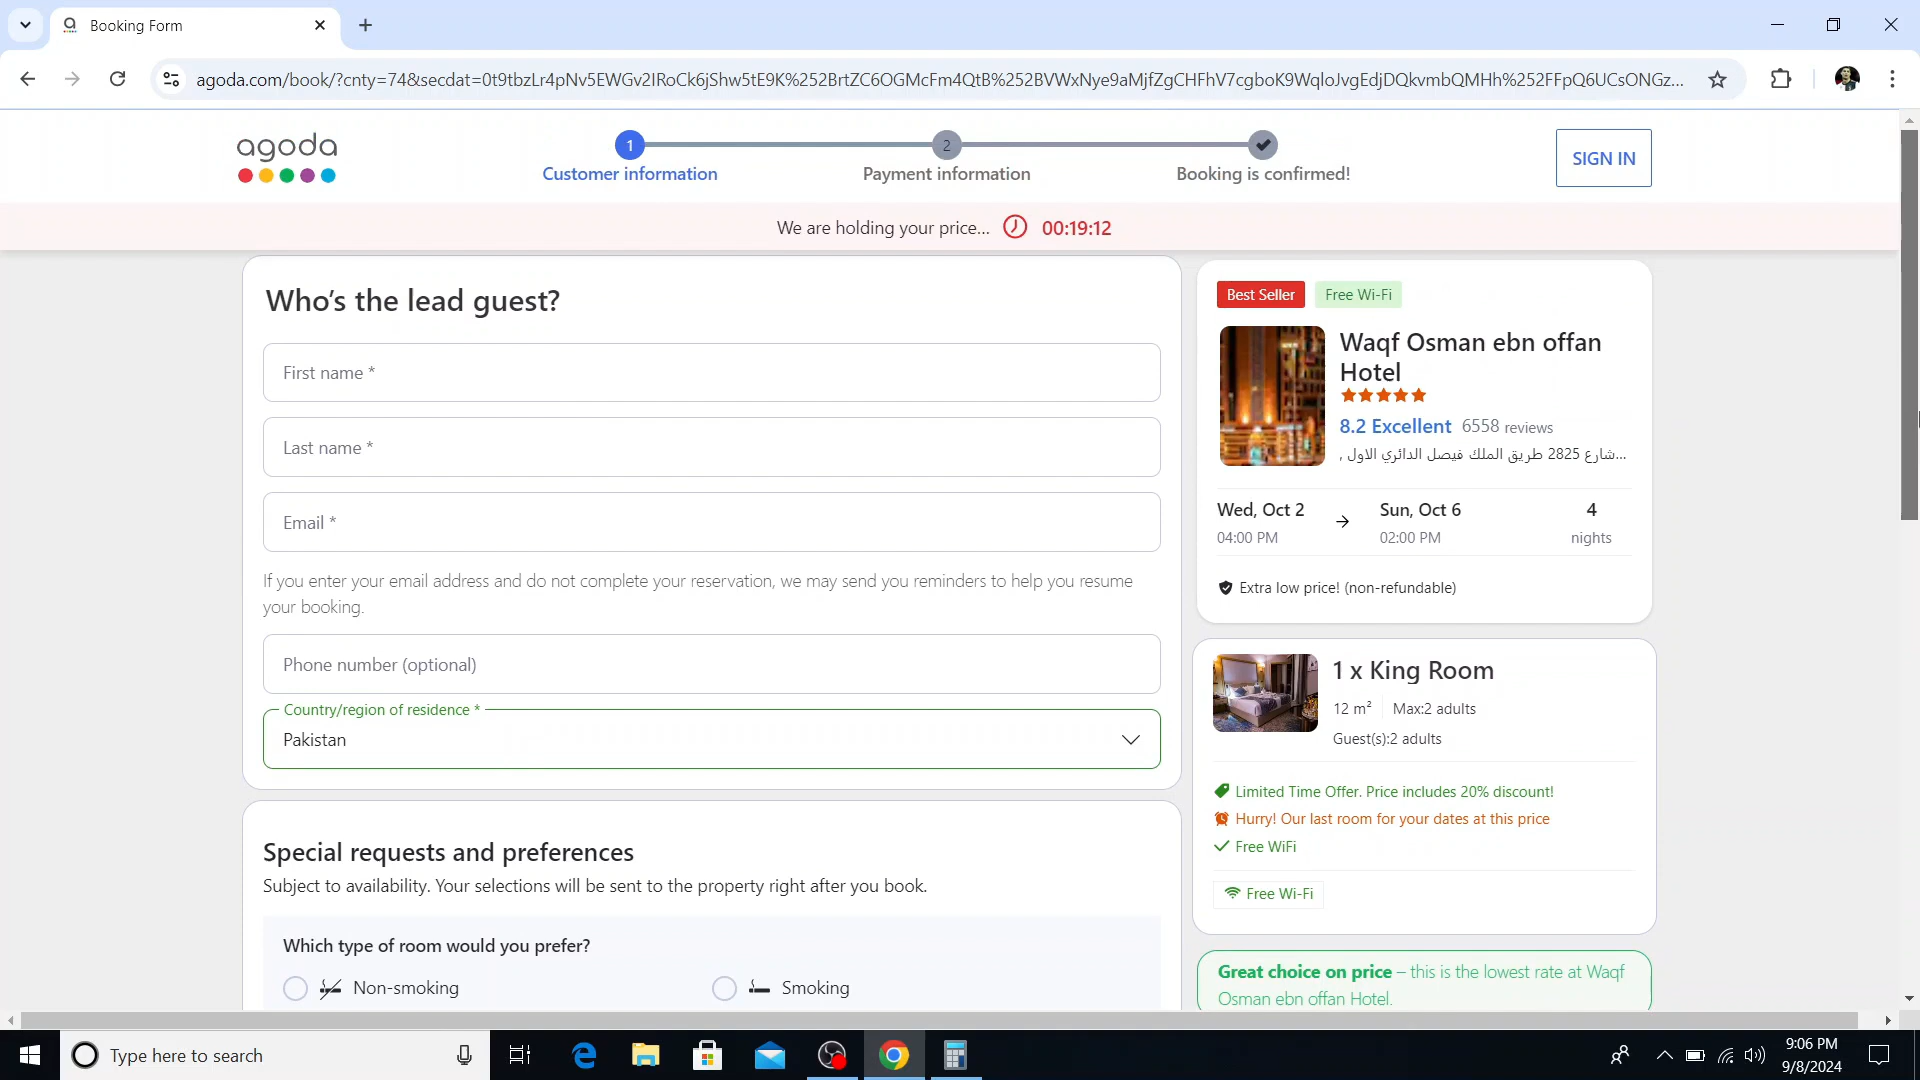 Booking Form
agoda.com/book/?cnty=74&secdat=0t9tbzLr4pNv5EWGv2IRoCk6jShw5tE9K%252BrtZC6OGMcFm4QtB%252BVWxNye9aMjfZgCHFhV7cgboK9WqloJvgEdjDQkvmbQMHh%252FFpQ6UCsONGz...
agoda
1
2
Customer information
Payment information
Booking is confirmed!
SIGN IN
We are holding your price... 00:19:12
Who's the lead guest?
First name *
Last name *
Email *
If you enter your email address and do not complete your reservation, we may send you reminders to help you resume
your booking.
Phone number (optional)
Country/region of residence *
Pakistan
Special requests and preferences
Subject to availability. Your selections will be sent to the property right after you book.
Which type of room would you prefer?
Non-smoking
Smoking
Best Seller
Free Wi-Fi
Waqf Osman ebn offan
Hotel
8.2 Excellent 6558 reviews
شارع 2825 طريق الملك فيصل الدائري الاول ,...
Wed, Oct 2
Sun, Oct 6
4
04:00 PM
02:00 PM
nights
Extra low price! (non-refundable)
1 x King Room
12 m² Max:2 adults
Guest(s):2 adults
Limited Time Offer. Price includes 20% discount!
Hurry! Our last room for your dates at this price
Free WiFi
Free Wi-Fi
Great choice on price – this is the lowest rate at Waqf
Osman ebn offan Hotel.
Type here to search
9:06 PM
9/8/2024